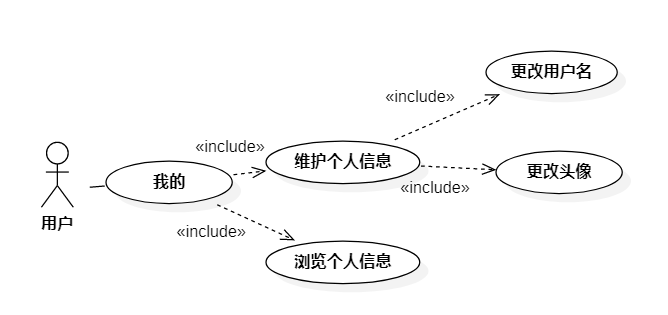 更改用户名
«include»
«include»
维护个人信息
更改头像
我的
«include»
用户
«include»
浏览个人信息